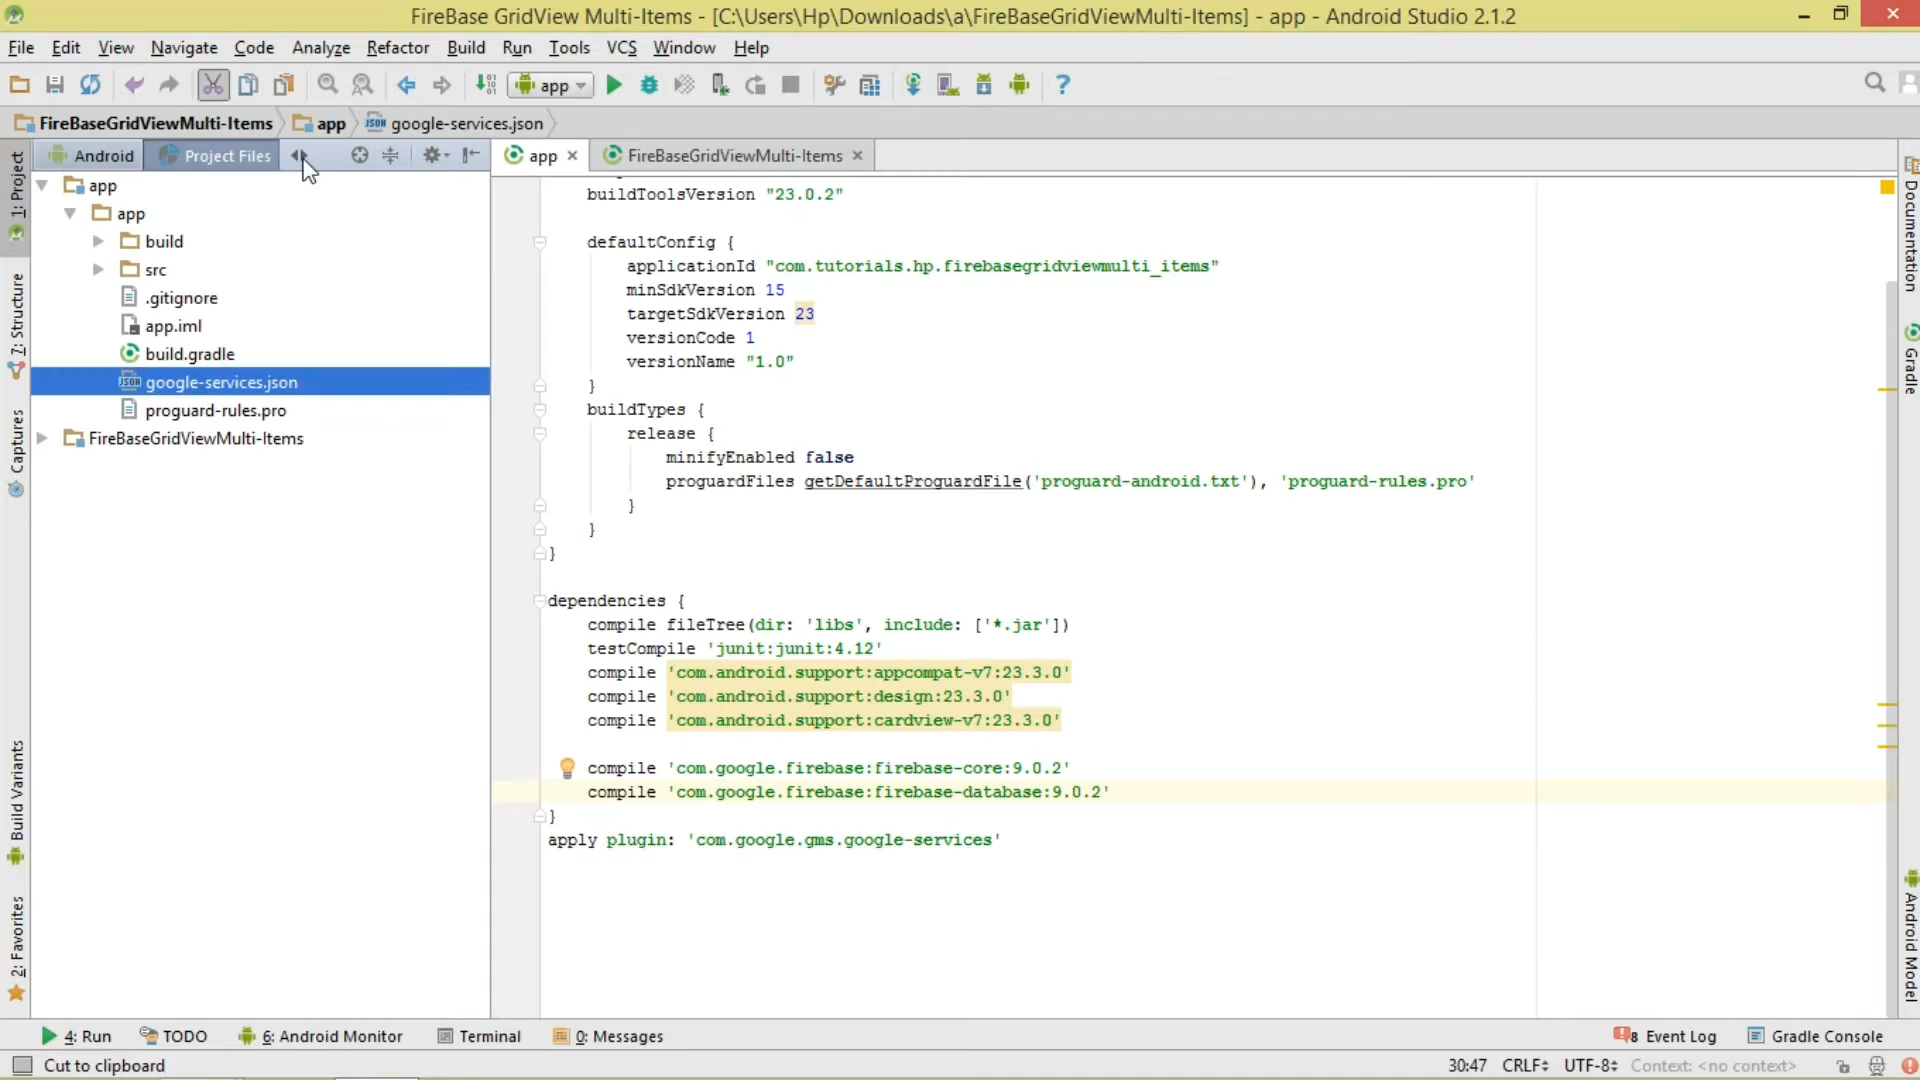 FireBase GridView Multi-Items - [C:\Users\Hp\Downloads\a\FireBaseGridViewMulti-Items] - app - Android Studio 2.1.2
File Edit View Navigate Code Analyze Refactor Build Run Tools VCS Window Help
app
FireBaseGridViewMulti-Items app google-services.json
Android Project Files
app FireBaseGridViewMulti-Items
1: Project
7: Structure
Captures
Build Variants
2: Favorites
app
app
build
src
.gitignore
app.iml
build.gradle
google-services.json
proguard-rules.pro
FireBaseGridViewMulti-Items
buildToolsVersion "23.0.2"
defaultConfig {
applicationId "com.tutorials.hp.firebasegridviewmulti_items"
minSdkVersion 15
targetSdkVersion 23
versionCode 1
versionName "1.0"
}
buildTypes {
release {
minifyEnabled false
proguardFiles getDefaultProguardFile('proguard-android.txt'), 'proguard-rules.pro'
}
}
}
dependencies {
compile fileTree(dir: 'libs', include: ['*.jar'])
testCompile 'junit:junit:4.12'
compile 'com.android.support:appcompat-v7:23.3.0'
compile 'com.android.support:design:23.3.0'
compile 'com.android.support:cardview-v7:23.3.0'
compile 'com.google.firebase:firebase-core:9.0.2'
compile 'com.google.firebase:firebase-database:9.0.2'
}
apply plugin: 'com.google.gms.google-services'
Documentation
Gradle
Android Model
4: Run TODO 6: Android Monitor Terminal 0: Messages 8 Event Log Gradle Console
Cut to clipboard 30:47 CRLF UTF-8 Context: <no context>